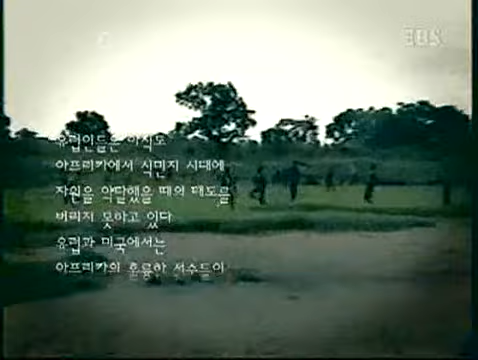 EBS
유럽인들은 아직도
아프리카에서 식민지 시대에
자원을 약탈했을 때의 태도를
버리지 못하고 있다
유럽과 미국에서는
아프리카의 훌륭한 선수들이